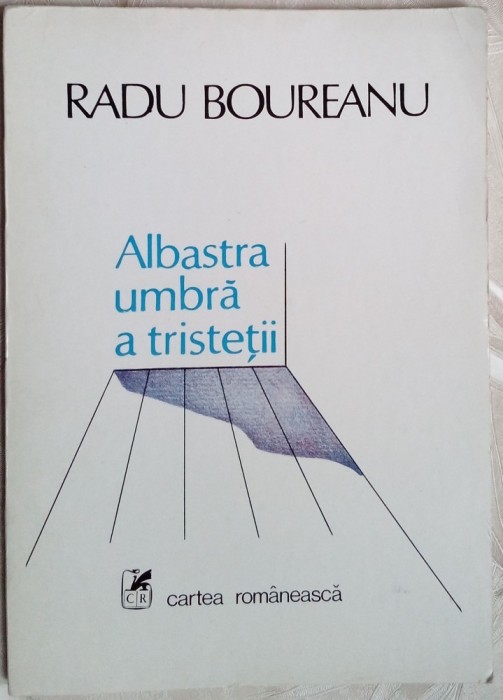 RADU BOUREANU
Albastra
umbră
a tristeții
CR
cartea românească